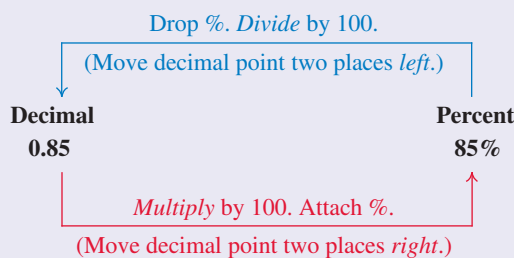 Drop %. Divide by 100.
(Move decimal point two places left.)
Decimal Percent
0.85 85%
Multiply by 100. Attach %.
(Move decimal point two places right.)